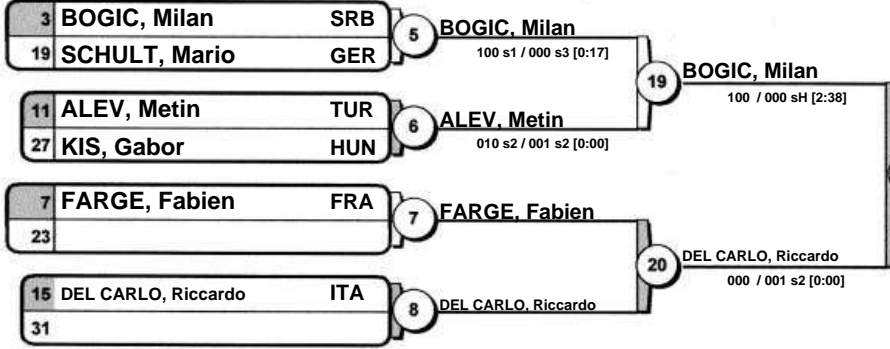 3 BOGIC, Milan SRB
19 SCHULT, Mario GER
5
BOGIC, Milan
100 s1 / 000 s3 [0:17]
11 ALEV, Metin TUR
27 KIS, Gabor HUN
6
ALEV, Metin
010 s2 / 001 s2 [0:00]
19
BOGIC, Milan
100 / 000 sH [2:38]
7 FARGE, Fabien FRA
23
7
FARGE, Fabien
15 DEL CARLO, Riccardo ITA
31
8
DEL CARLO, Riccardo
20
DEL CARLO, Riccardo
000 / 001 s2 [0:00]